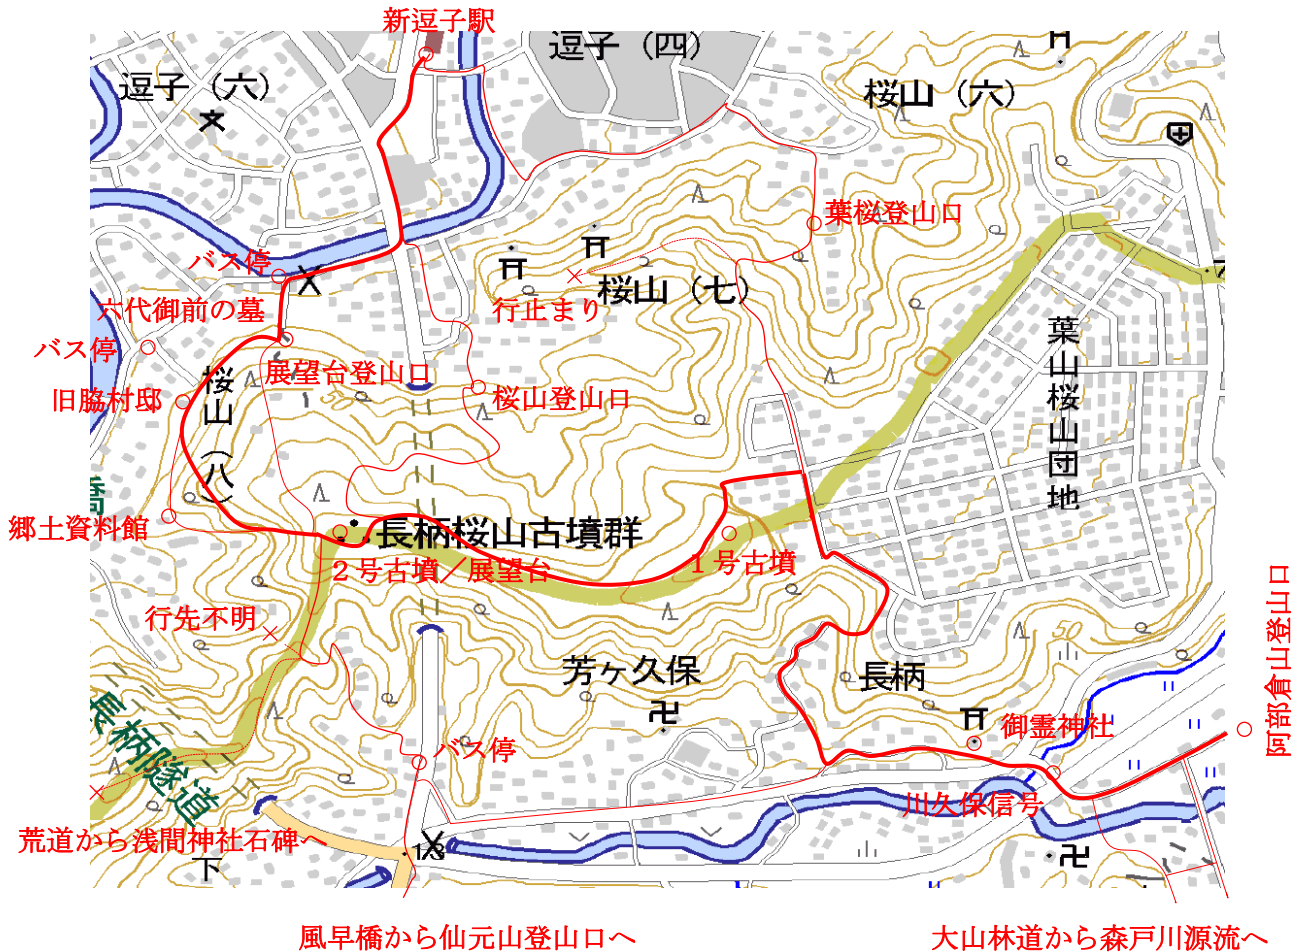 新逗子駅
逗子（四）
逗子（六）
桜山（六）
葉桜登山口
バス停
桜山（七）
六代御前の墓
行止まり
バス停
展望台登山口
葉山桜山団地
旧脇村邸
桜山（八）
桜山登山口
50
橋
郷土資料館
長柄桜山古墳群
２号古墳／展望台
１号古墳
行先不明
阿部倉山登山口
50
芳ヶ久保
長柄
御霊神社
長柄隧道
バス停
川久保信号
荒道から浅間神社石碑へ
下
風早橋から仙元山登山口へ
大山林道から森戸川源流へ